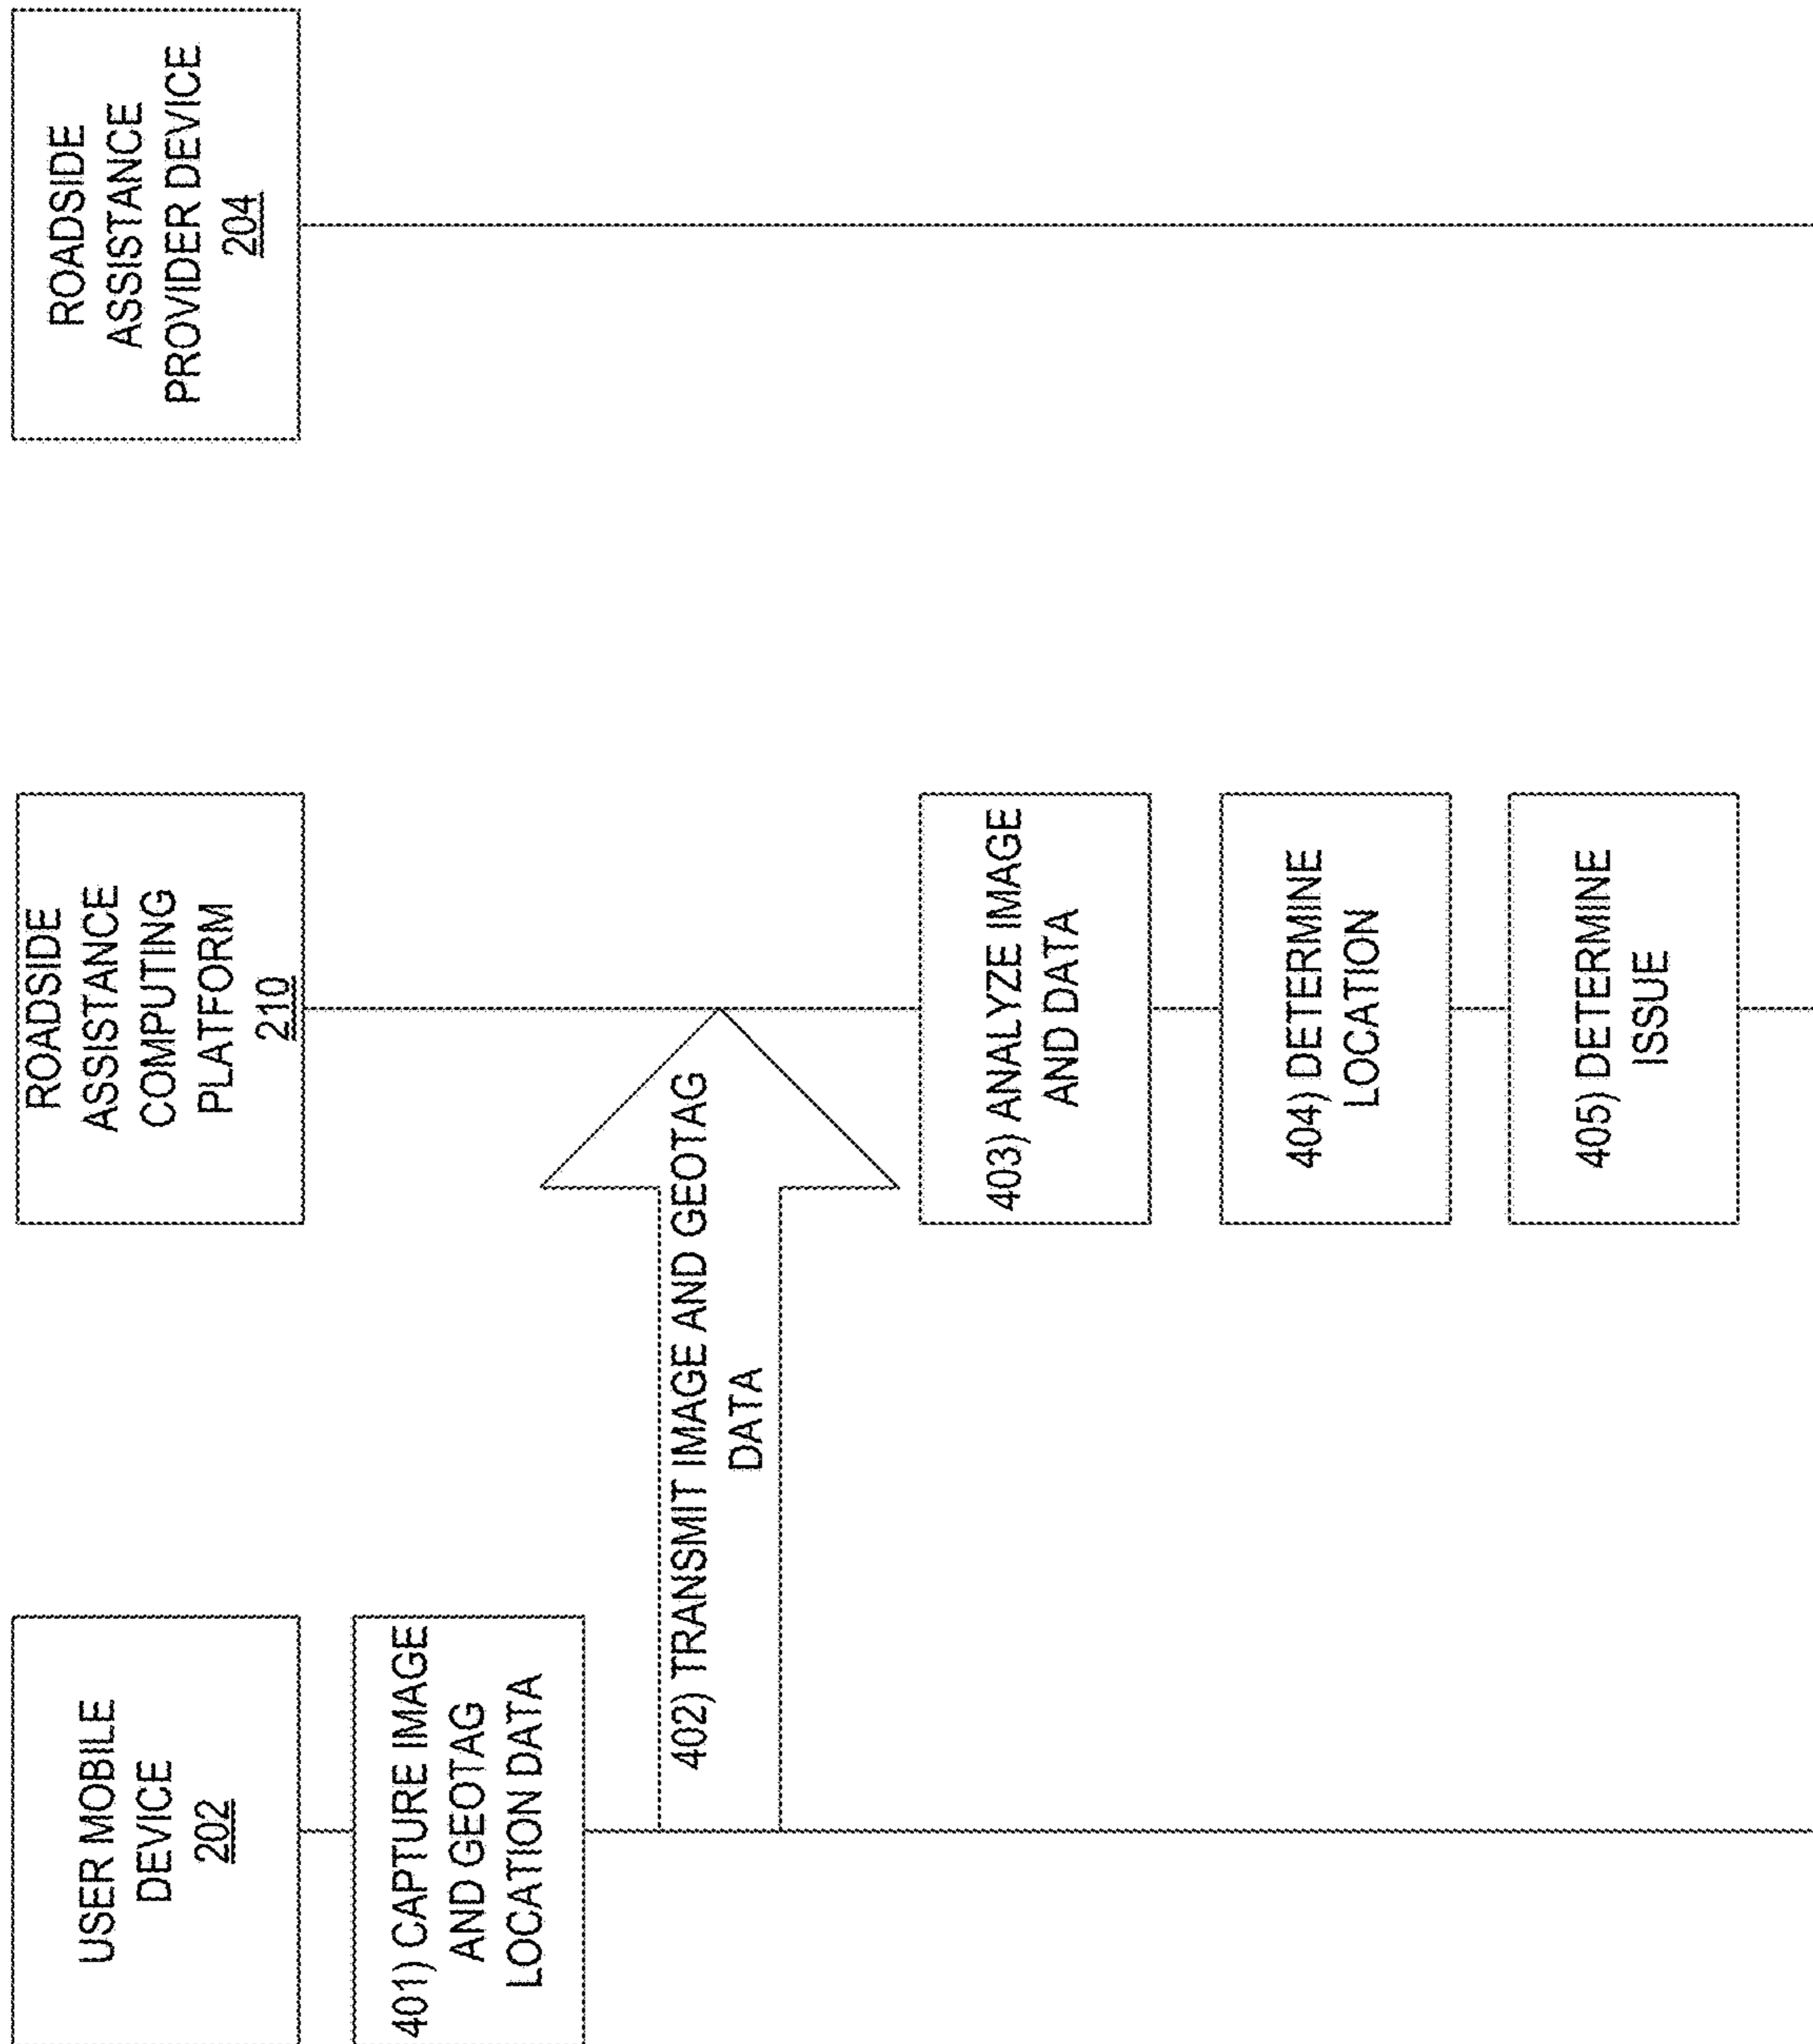 USER MOBILE
DEVICE
202
ROADSIDE
ASSISTANCE
COMPUTING
PLATFORM
210
ROADSIDE
ASSISTANCE
PROVIDER DEVICE
204
401) CAPTURE IMAGE
AND GEOTAG
LOCATION DATA
402) TRANSMIT IMAGE AND GEOTAG
DATA
403) ANALYZE IMAGE
AND DATA
404) DETERMINE
LOCATION
405) DETERMINE
ISSUE